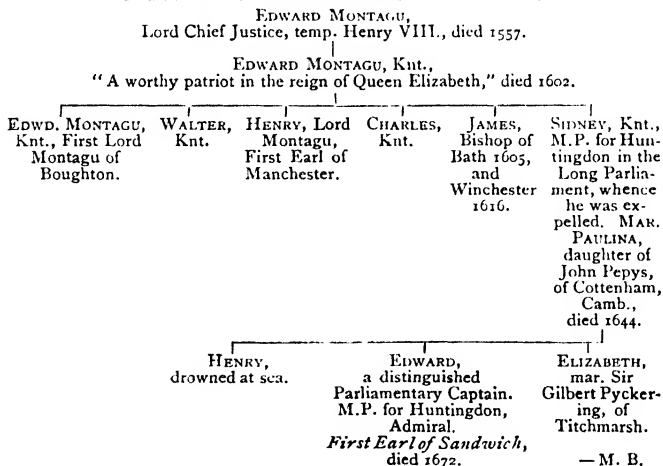 EDWARD MONTAGU,
Lord Chief Justice, temp. Henry VIII., died 1557.
EDWARD MONTAGU, Knt.,
"A worthy patriot in the reign of Queen Elizabeth," died 1602.
EDWD. MONTAGU,
Knt., First Lord
Montagu of
Boughton.
WALTER,
Knt.
HENRY, Lord
Montagu,
First Earl of
Manchester.
CHARLES,
Knt.
JAMES,
Bishop of
Bath 1605,
and
Winchester
1616.
SIDNEY, Knt.,
M.P. for Hun-
tingdon in the
Long Parlia-
ment, whence
he was ex-
pelled. MAR.
PAULINA,
daughter of
John Pepys,
of Cottenham,
Camb.,
died 1644.
HENRY,
drowned at sea.
EDWARD,
a distinguished
Parliamentary Captain.
M.P. for Huntingdon,
Admiral.
First Earl of Sandwich,
died 1672.
ELIZABETH,
mar. Sir
Gilbert Pycker-
ing, of
Titchmarsh.
— M. B.